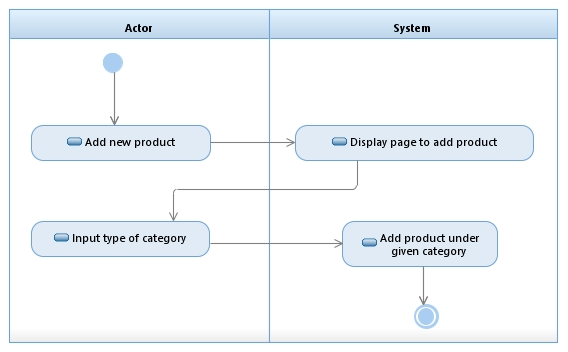 Actor
System
Add new product
Display page to add product
Input type of category
Add product under
given category